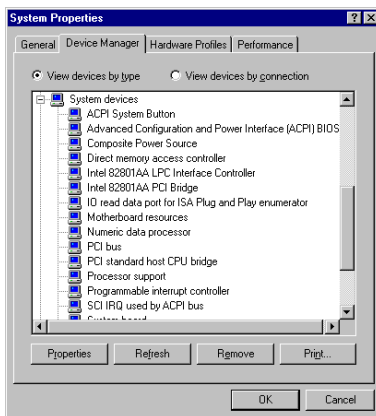 System Properties
General Device Manager Hardware Profiles Performance
View devices by type View devices by connection
System devices
ACPI System Button
Advanced Configuration and Power Interface (ACPI) BIOS
Composite Power Source
Direct memory access controller
Intel 82801AA LPC Interface Controller
Intel 82801AA PCI Bridge
IO read data port for ISA Plug and Play enumerator
Motherboard resources
Numeric data processor
PCI bus
PCI standard host CPU bridge
Processor support
Programmable interrupt controller
SCI IRQ used by ACPI bus
System board
Properties Refresh Remove Print...
OK Cancel